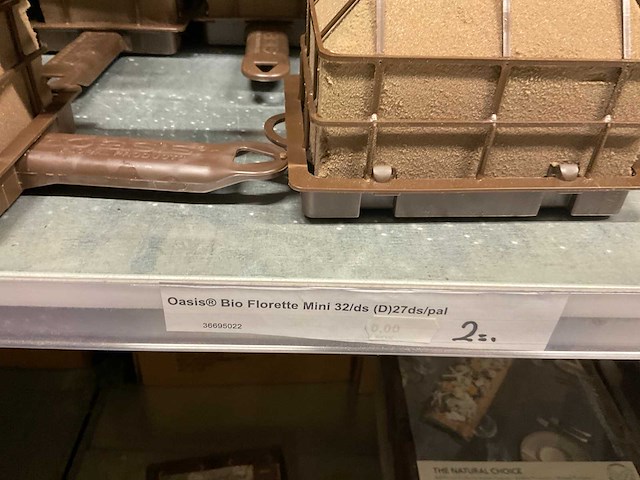 Oasis® Bio Florette Mini 32/ds (D)27ds/pal
36695022
0.00
2=.
THE NATURAL CHOICE